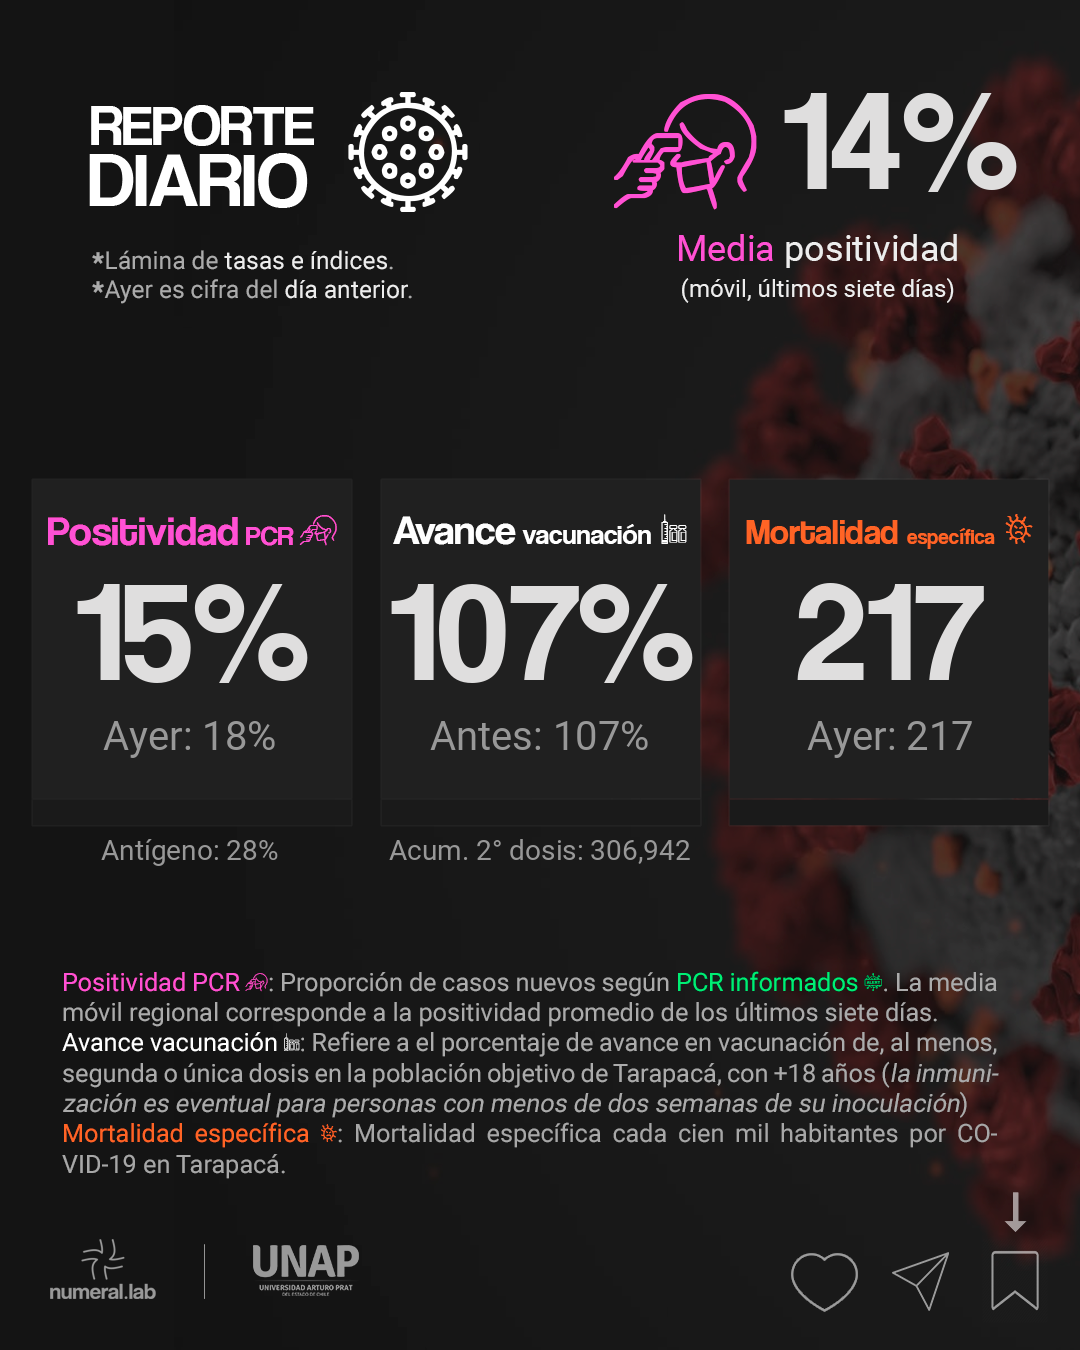 REPORTE
DIARIO
*Lámina de tasas e índices.
*Ayer es cifra del día anterior.
14%
Media positividad
(móvil, últimos siete días)
Positividad PCR
15%
Ayer: 18%
Antígeno: 28%
Avance vacunación
107%
Antes: 107%
Acum. 2° dosis: 306,942
Mortalidad específica
217
Ayer: 217
Positividad PCR: Proporción de casos nuevos según PCR informados. La media
móvil regional corresponde a la positividad promedio de los últimos siete días.
Avance vacunación: Refiere a el porcentaje de avance en vacunación de, al menos,
segunda o única dosis en la población objetivo de Tarapacá, con +18 años (la inmuni-
zación es eventual para personas con menos de dos semanas de su inoculación)
Mortalidad específica: Mortalidad específica cada cien mil habitantes por CO-
VID-19 en Tarapacá.
numeral.lab
UNAP
UNIVERSIDAD ARTURO PRAT
DEL ESTADO DE CHILE